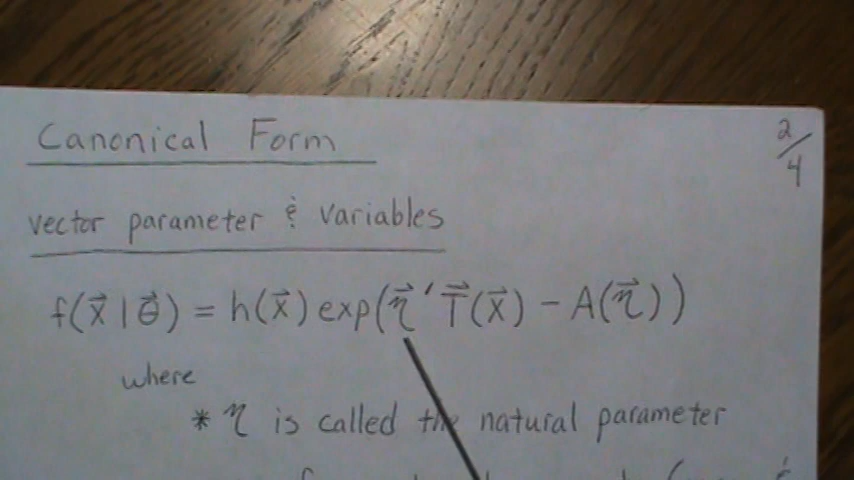 Canonical Form
2/4
vector parameter & variables
f(x⃗ | θ⃗) = h(x⃗) exp(η⃗′ T⃗(x⃗) − A(η⃗))
where
* η is called the natural parameter